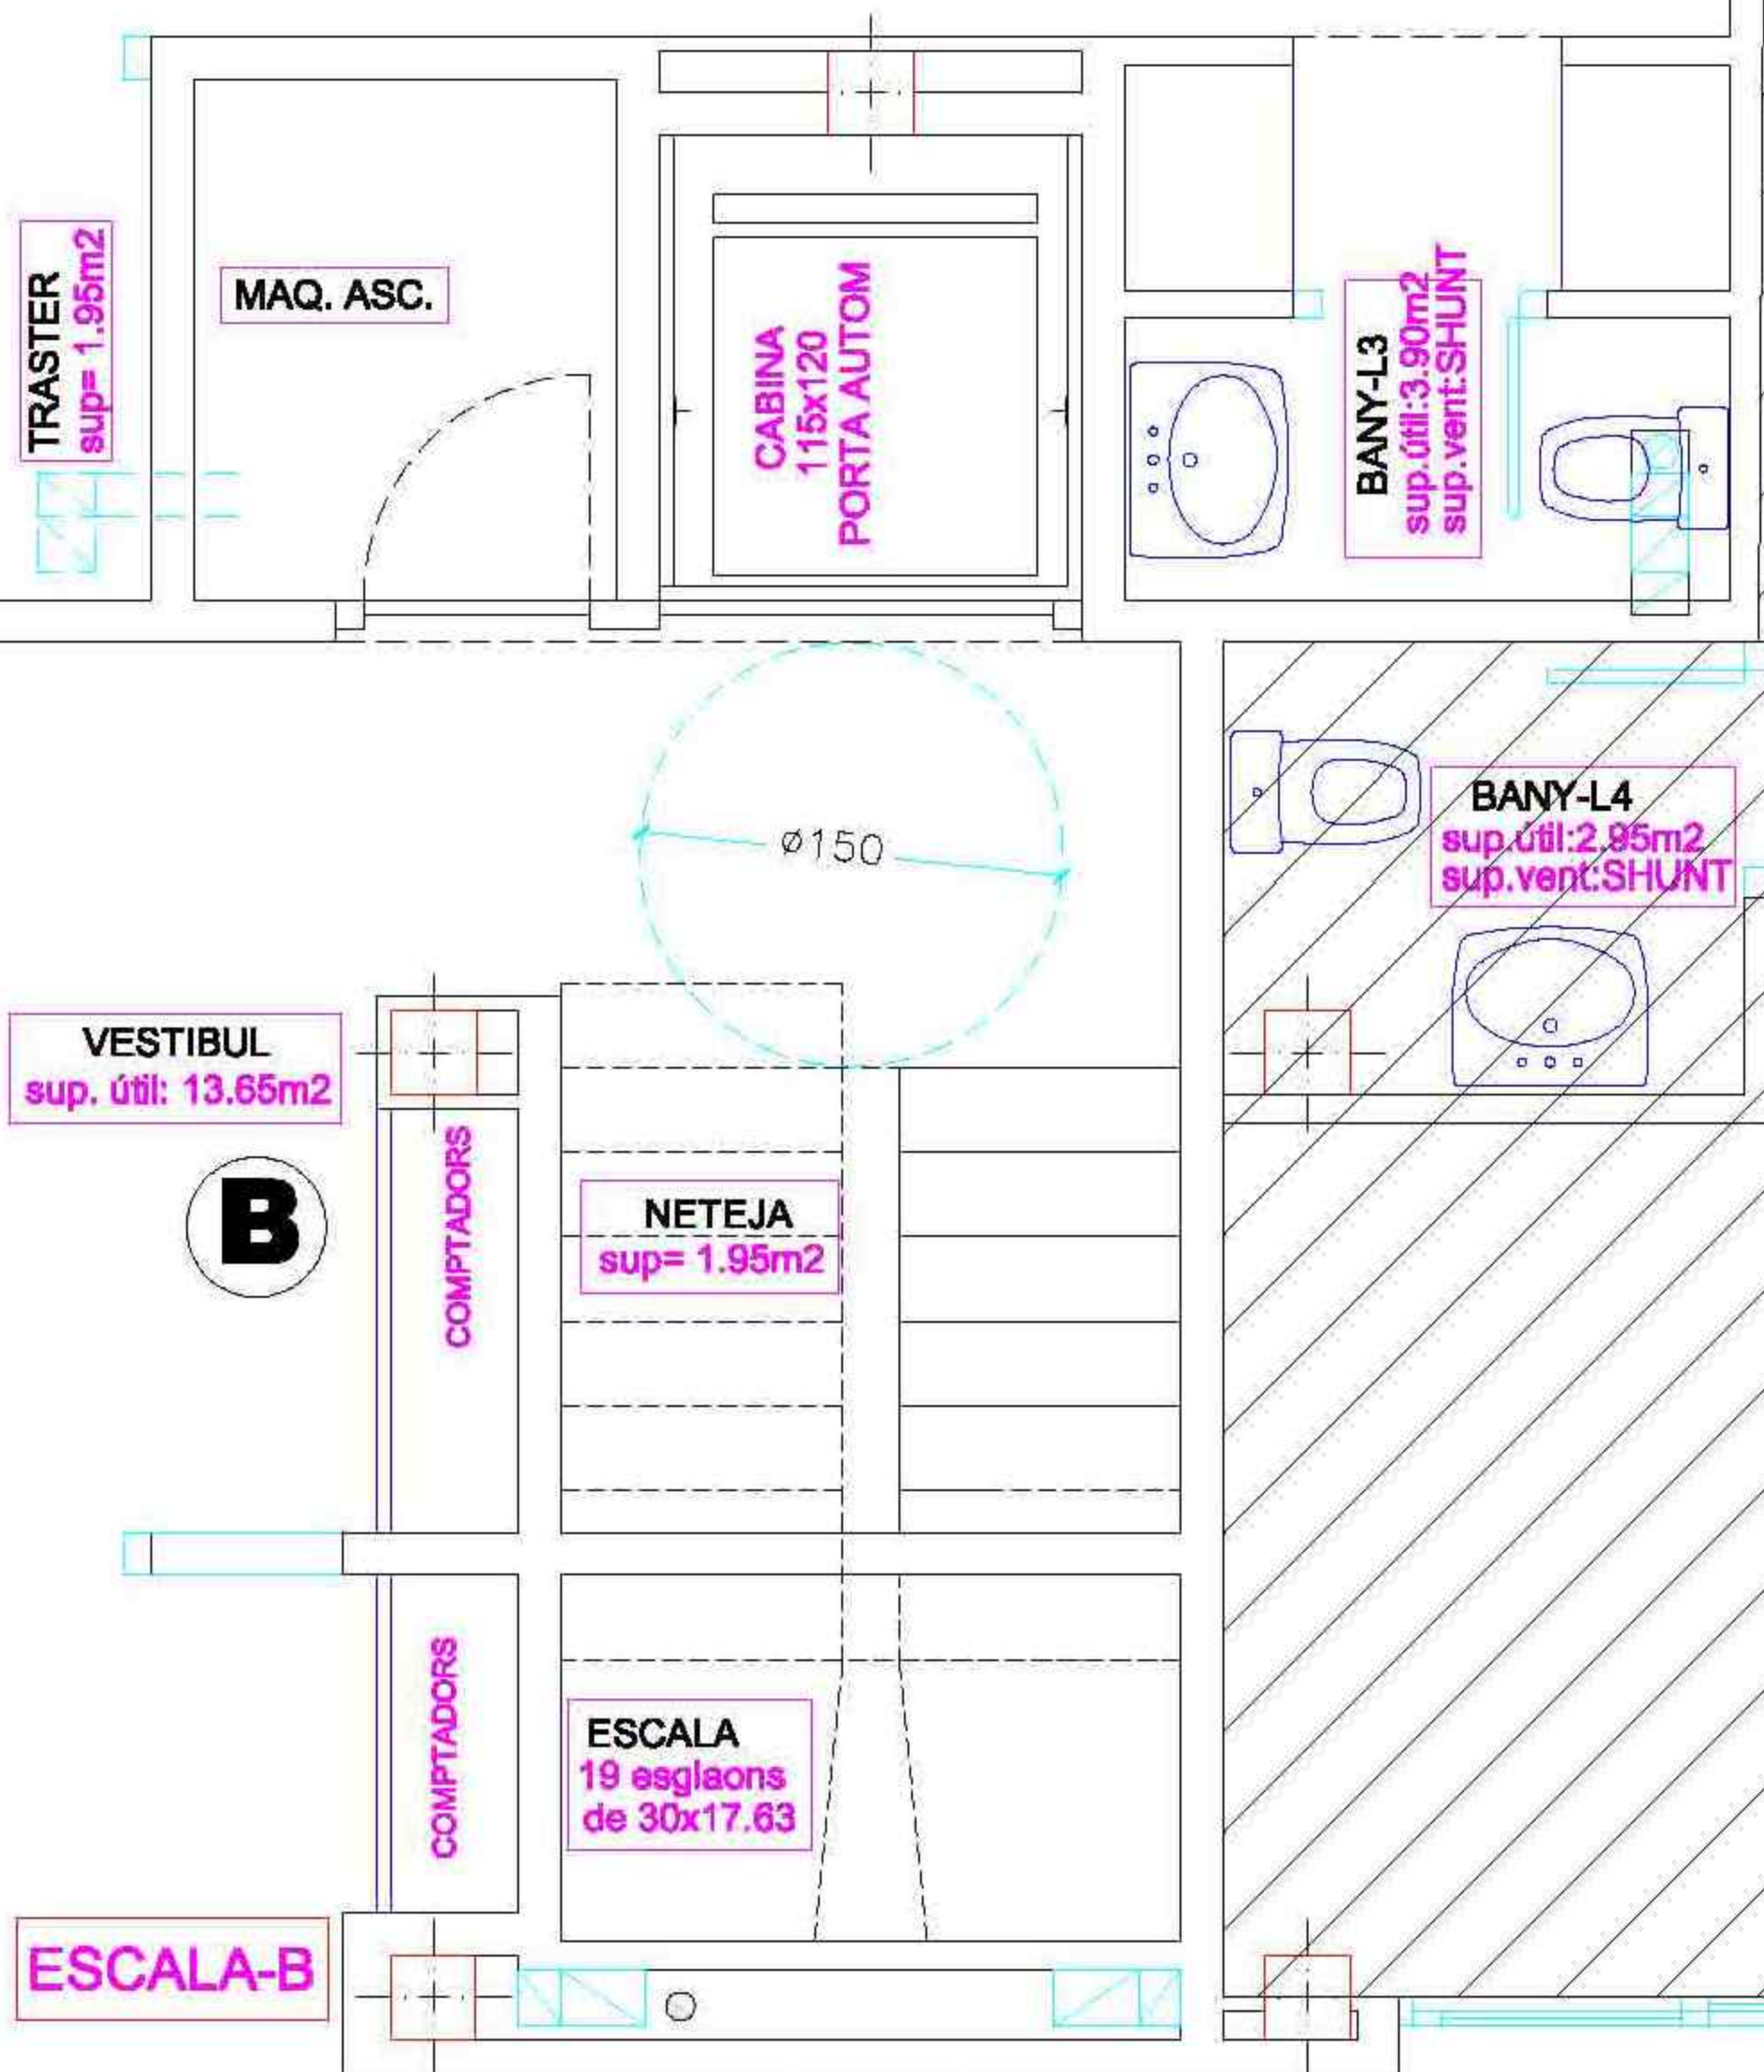 TRASTER
sup= 1.95m2
MAQ. ASC.
CABINA
115x120
PORTA AUTOM
BANY-L3
sup.útil:3.90m2
sup.vent:SHUNT
Ø150
BANY-L4
sup.útil:2.95m2
sup.vent:SHUNT
VESTIBUL
sup. útil: 13.65m2
B
COMPTADORS
NETEJA
sup= 1.95m2
COMPTADORS
ESCALA
19 esglaons
de 30x17.63
ESCALA-B